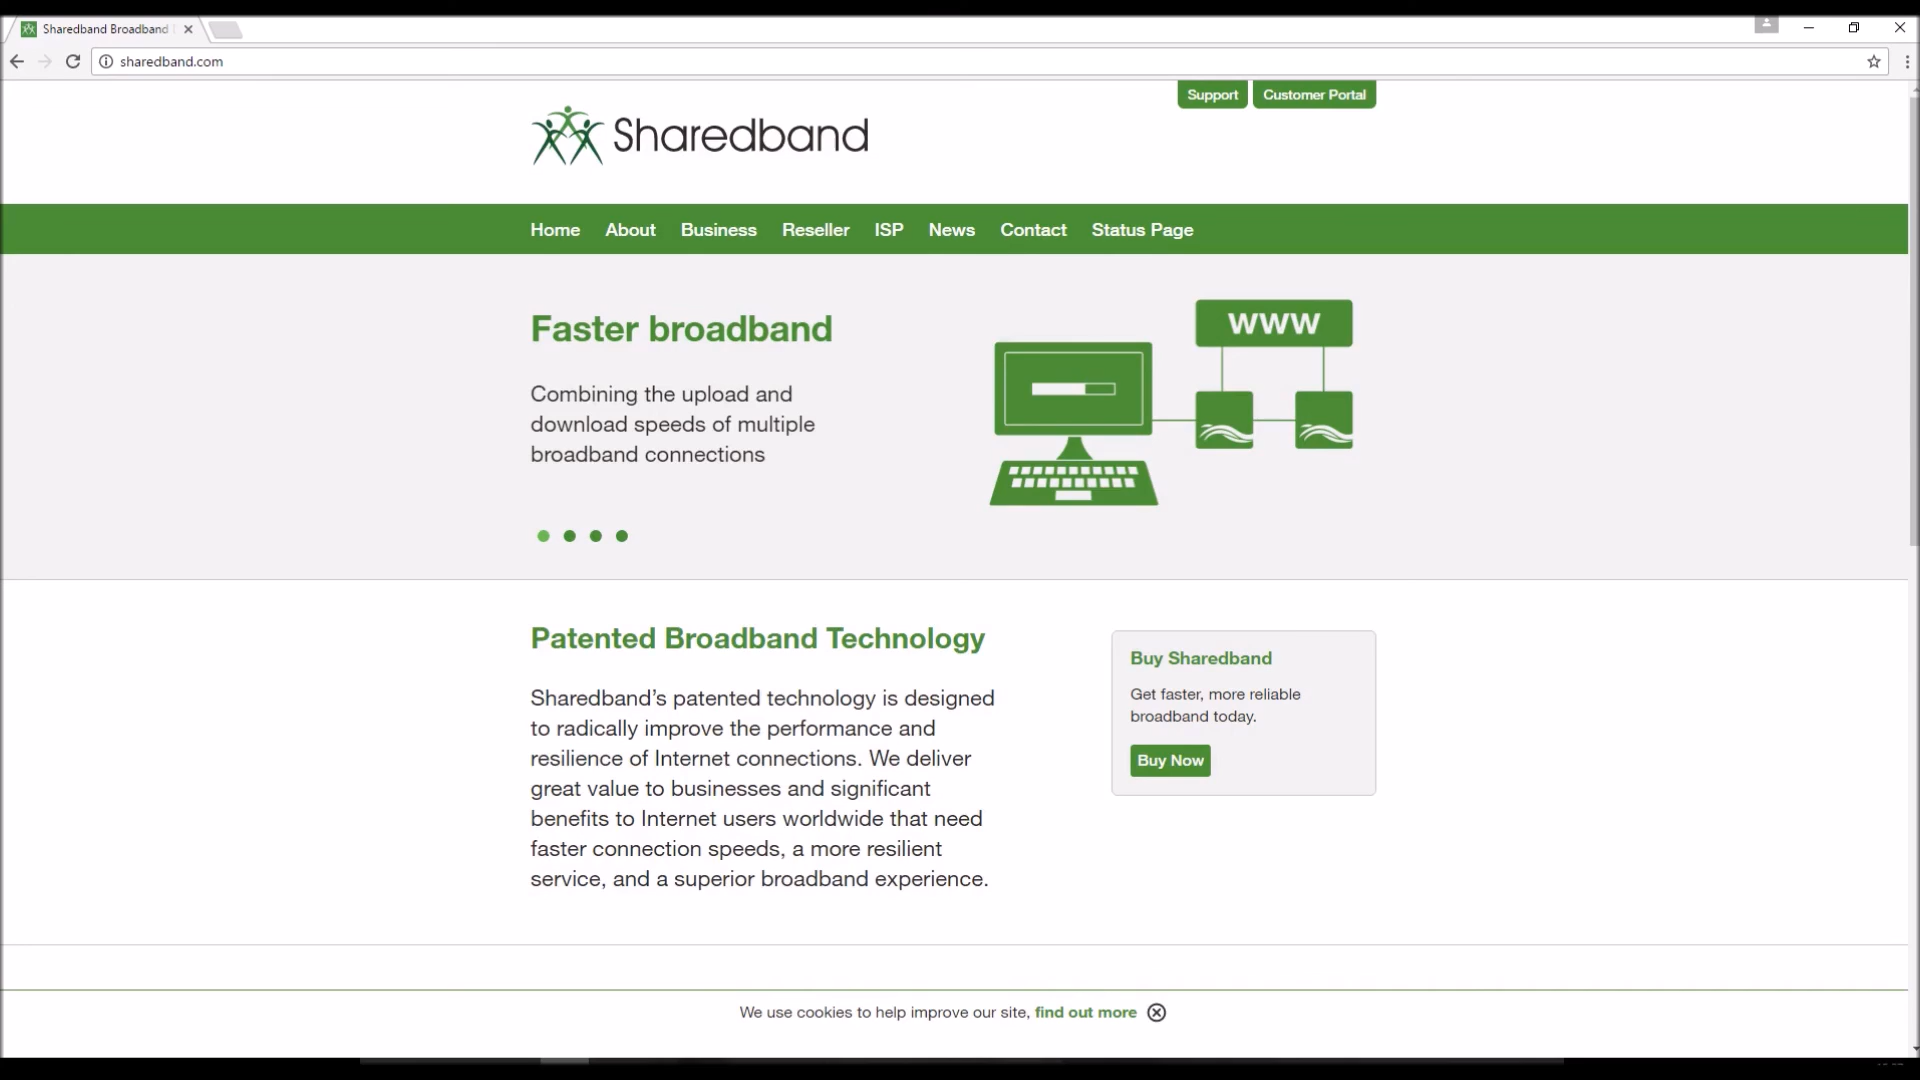 Sharedband Broadband
sharedband.com
Support Customer Portal
Sharedband
Home About Business Reseller ISP News Contact Status Page
Faster broadband
Combining the upload and
download speeds of multiple
broadband connections
WWW
Patented Broadband Technology
Sharedband’s patented technology is designed
to radically improve the performance and
resilience of Internet connections. We deliver
great value to businesses and significant
benefits to Internet users worldwide that need
faster connection speeds, a more resilient
service, and a superior broadband experience.
Buy Sharedband
Get faster, more reliable
broadband today.
Buy Now
We use cookies to help improve our site, find out more